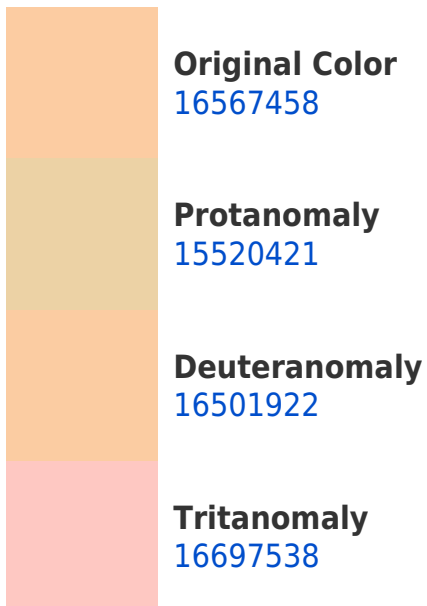 Original Color
16567458
Protanomaly
15520421
Deuteranomaly
16501922
Tritanomaly
16697538